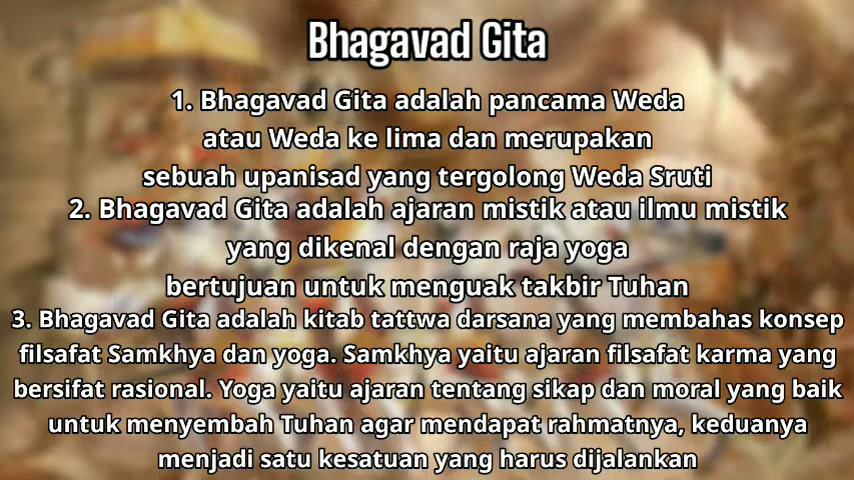 Bhagavad Gita
1. Bhagavad Gita adalah pancama Weda
atau Weda ke lima dan merupakan
sebuah upanisad yang tergolong Weda Sruti
2. Bhagavad Gita adalah ajaran mistik atau ilmu mistik
yang dikenal dengan raja yoga
bertujuan untuk menguak takbir Tuhan
3. Bhagavad Gita adalah kitab tattwa darsana yang membahas konsep
filsafat Samkhya dan yoga. Samkhya yaitu ajaran filsafat karma yang
bersifat rasional. Yoga yaitu ajaran tentang sikap dan moral yang baik
untuk menyembah Tuhan agar mendapat rahmatnya, keduanya
menjadi satu kesatuan yang harus dijalankan